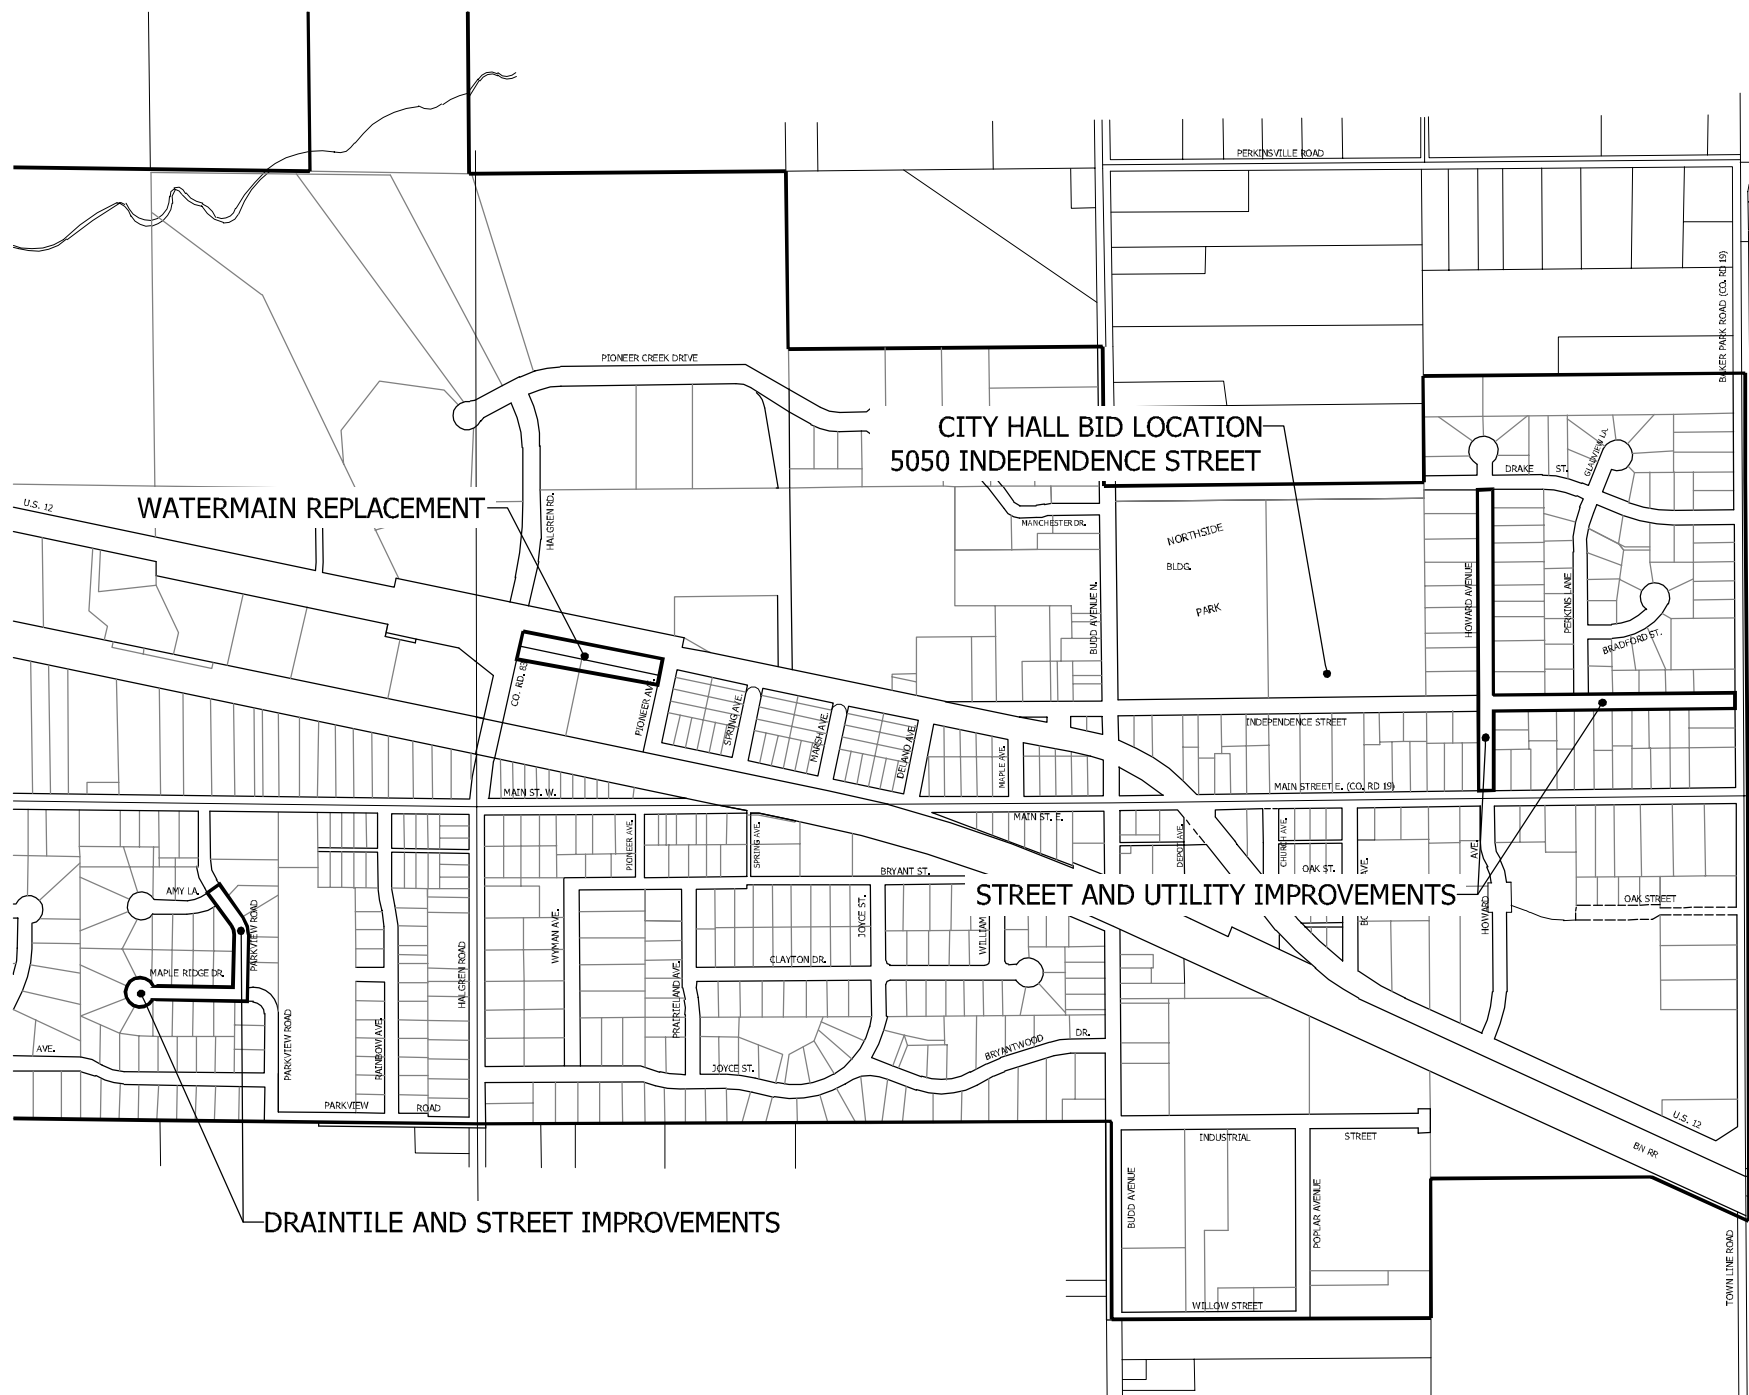 PERKINSVILLE ROAD
BAKER PARK ROAD (CO. RD 19)
PIONEER CREEK DRIVE
CITY HALL BID LOCATION
5050 INDEPENDENCE STREET
WATERMAIN REPLACEMENT
U.S. 12
HALGREN RD.
MANCHESTER DR.
NORTHSIDE
BLDG.
PARK
DRAKE ST.
GLADVIEW LA.
HOWARD AVENUE
PERKINS LANE
BRADFORD ST.
BUDD AVENUE N.
CO. RD. 83
PIONEER AVE.
SPRING AVE.
MARSH AVE.
DELAND AVE.
MAPLE AVE.
INDEPENDENCE STREET
MAIN STREET E. (CO. RD 19)
MAIN ST. W.
MAIN ST. E.
PIONEER AVE.
SPRING AVE.
DEPOT AVE.
CHURCH AVE.
OAK ST.
AVE.
BRYANT ST.
STREET AND UTILITY IMPROVEMENTS
HOWARD AVE.
OAK STREET
AMY LA.
PARKVIEW ROAD
MAPLE RIDGE DR.
WYMAN AVE.
JOYCE ST.
WILLIAM
HALGREN ROAD
CLAYTON DR.
PRAIRIELAND AVE.
AVE.
PARKVIEW ROAD
RAINBOW AVE.
JOYCE ST.
BRYANTWOOD DR.
PARKVIEW ROAD
U.S. 12
BN RR
INDUSTRIAL STREET
BUDD AVENUE
POPLAR AVENUE
DRAINTILE AND STREET IMPROVEMENTS
TOWN LINE ROAD
WILLOW STREET